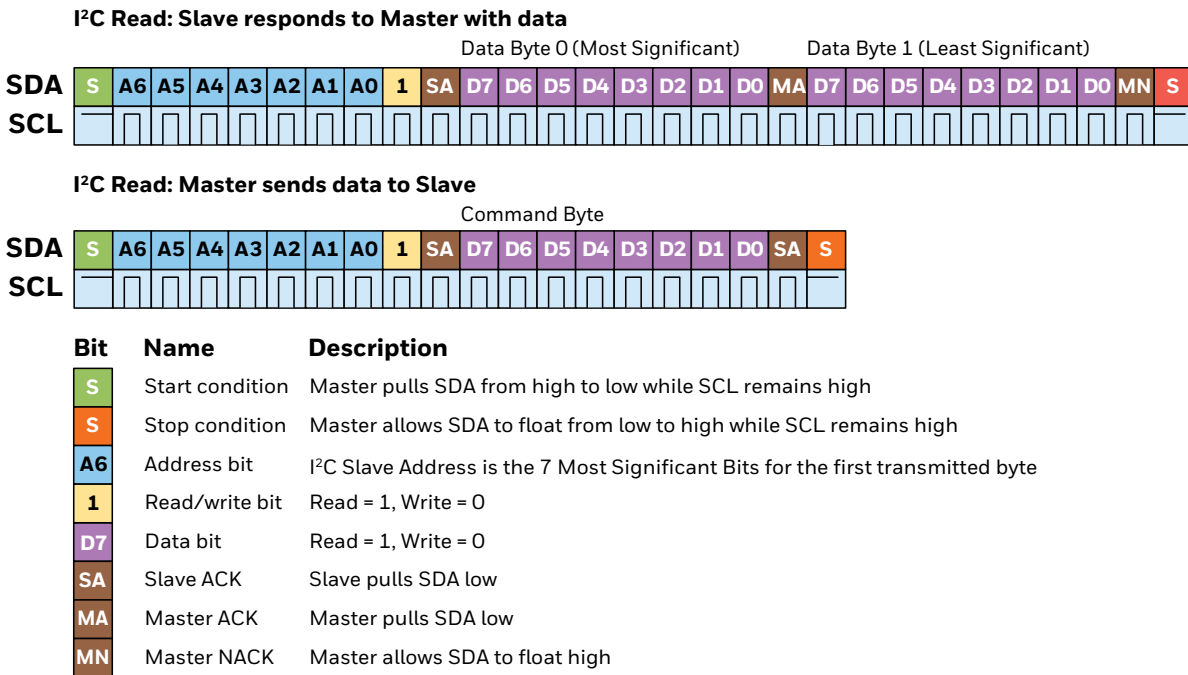 I²C Read: Slave responds to Master with data
Data Byte 0 (Most Significant) Data Byte 1 (Least Significant)
SDA S A6 A5 A4 A3 A2 A1 A0 1 SA D7 D6 D5 D4 D3 D2 D1 D0 MA D7 D6 D5 D4 D3 D2 D1 D0 MN S
SCL
I²C Read: Master sends data to Slave
Command Byte
SDA S A6 A5 A4 A3 A2 A1 A0 1 SA D7 D6 D5 D4 D3 D2 D1 D0 SA S
SCL
Bit Name Description
S Start condition Master pulls SDA from high to low while SCL remains high
S Stop condition Master allows SDA to float from low to high while SCL remains high
A6 Address bit I²C Slave Address is the 7 Most Significant Bits for the first transmitted byte
1 Read/write bit Read = 1, Write = 0
D7 Data bit Read = 1, Write = 0
SA Slave ACK Slave pulls SDA low
MA Master ACK Master pulls SDA low
MN Master NACK Master allows SDA to float high